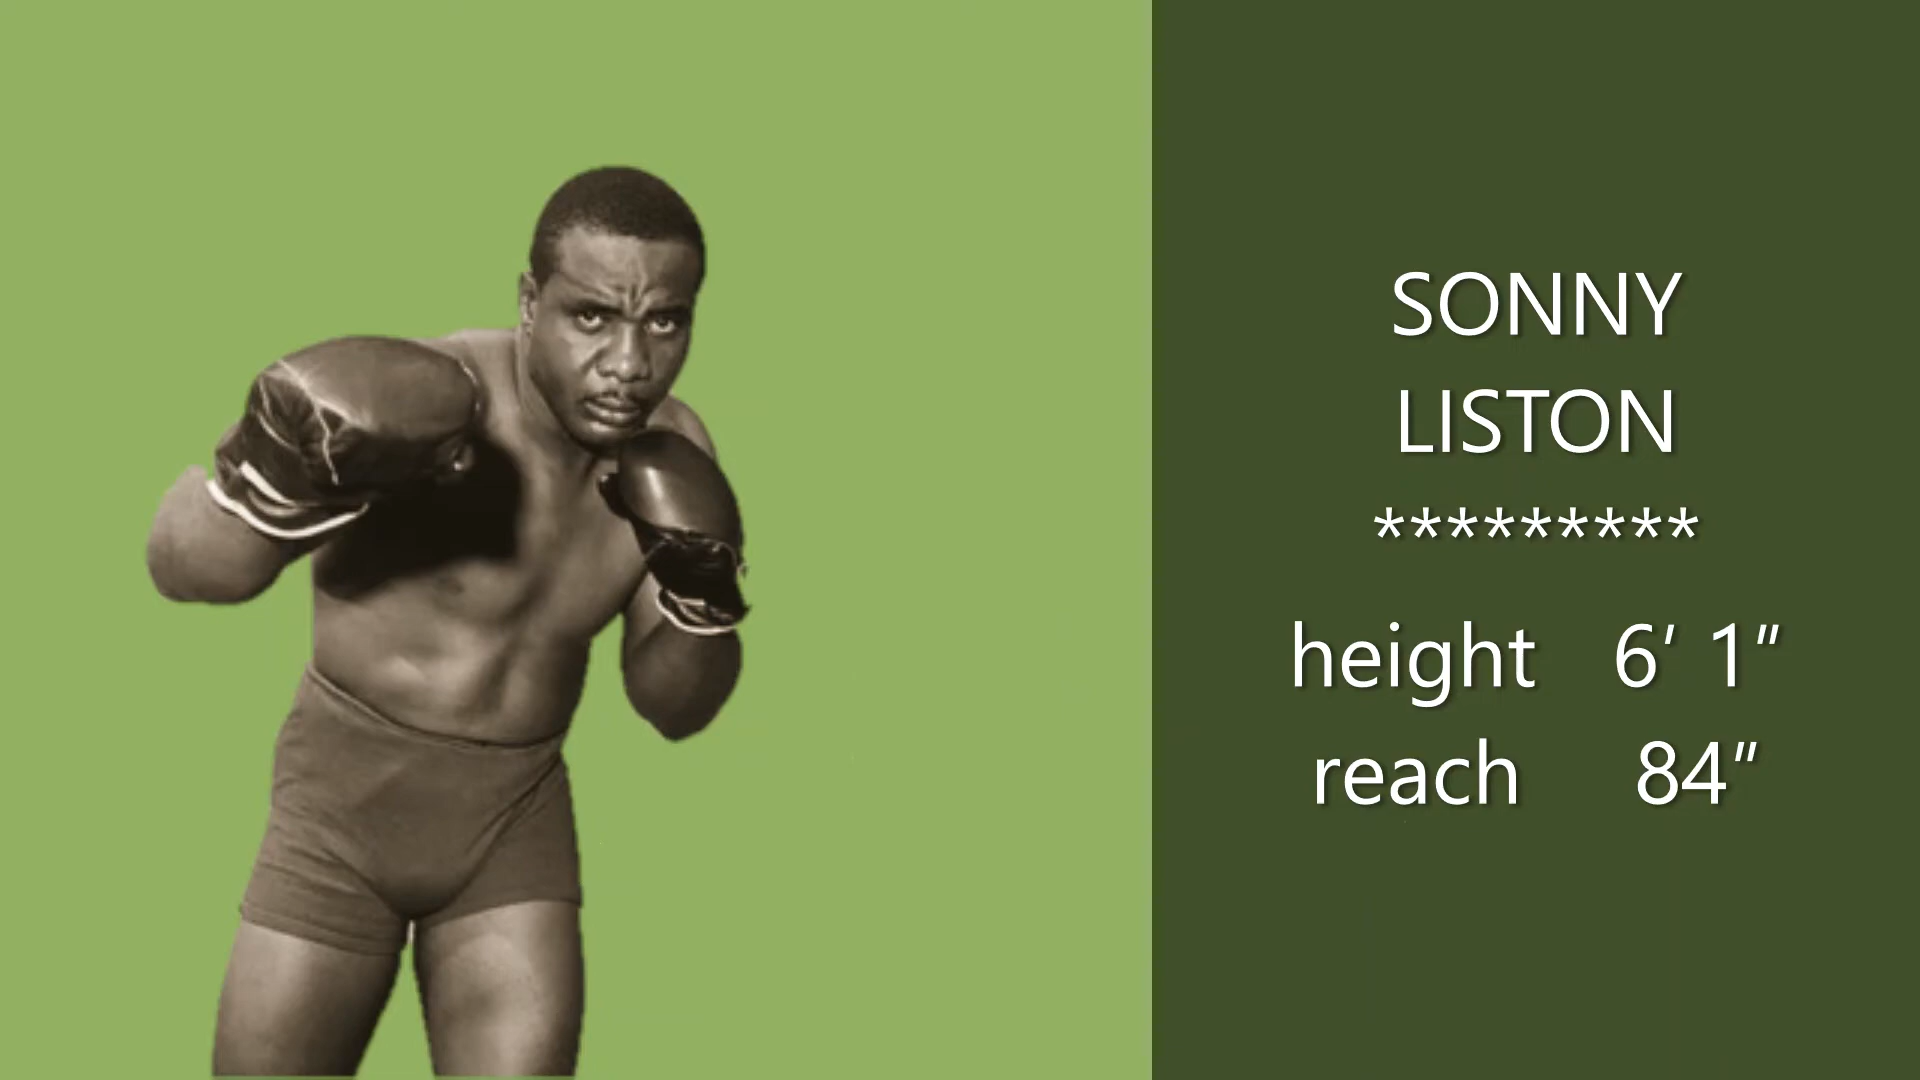 SONNY
LISTON
*********
height 6′ 1″
reach 84″